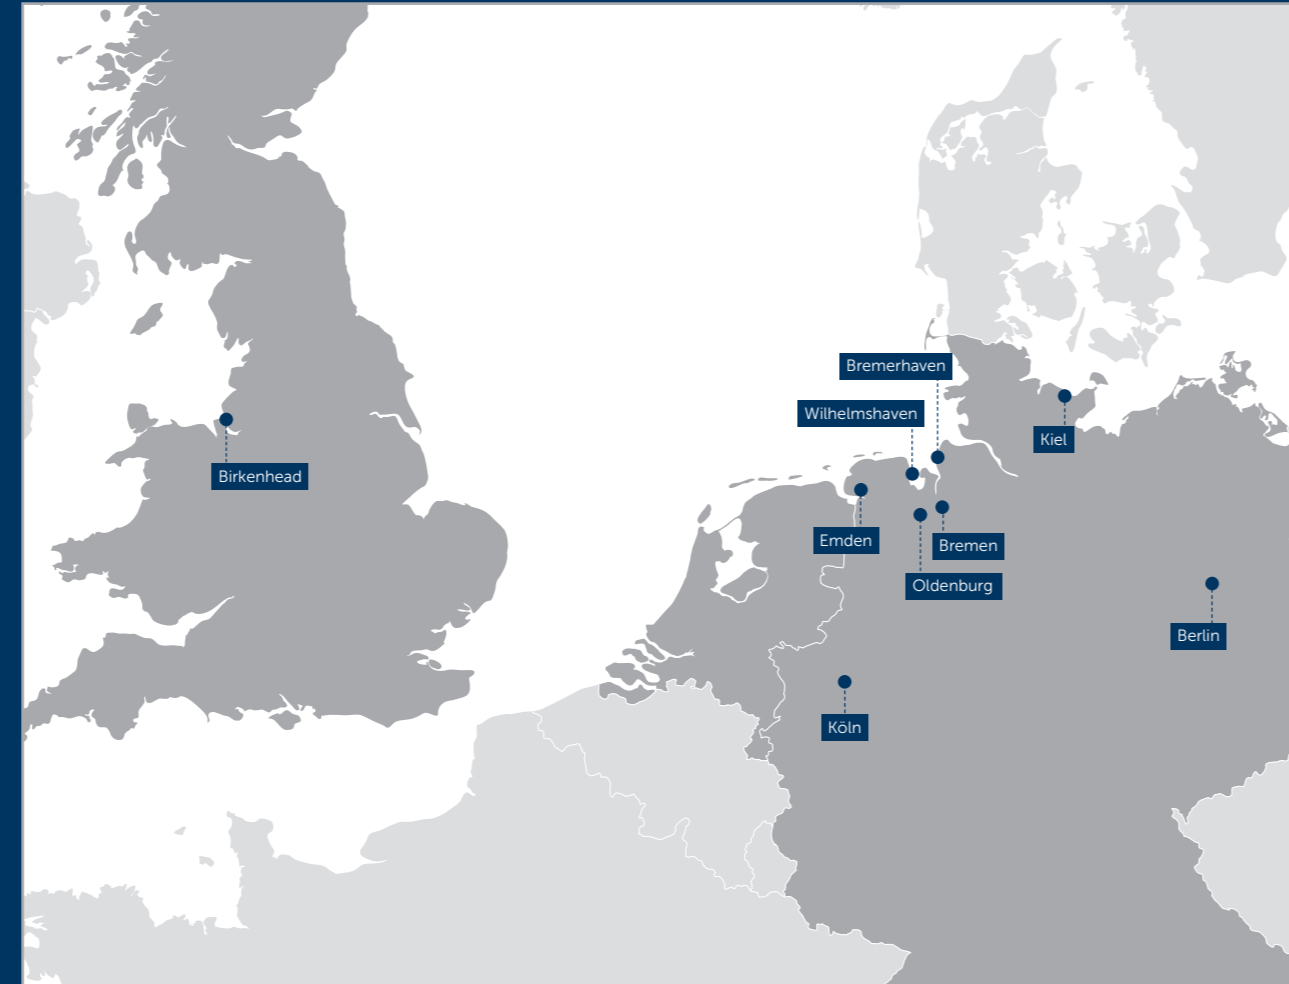 Bremerhaven
Wilhelmshaven
Kiel
Birkenhead
Emden
Bremen
Oldenburg
Berlin
Köln